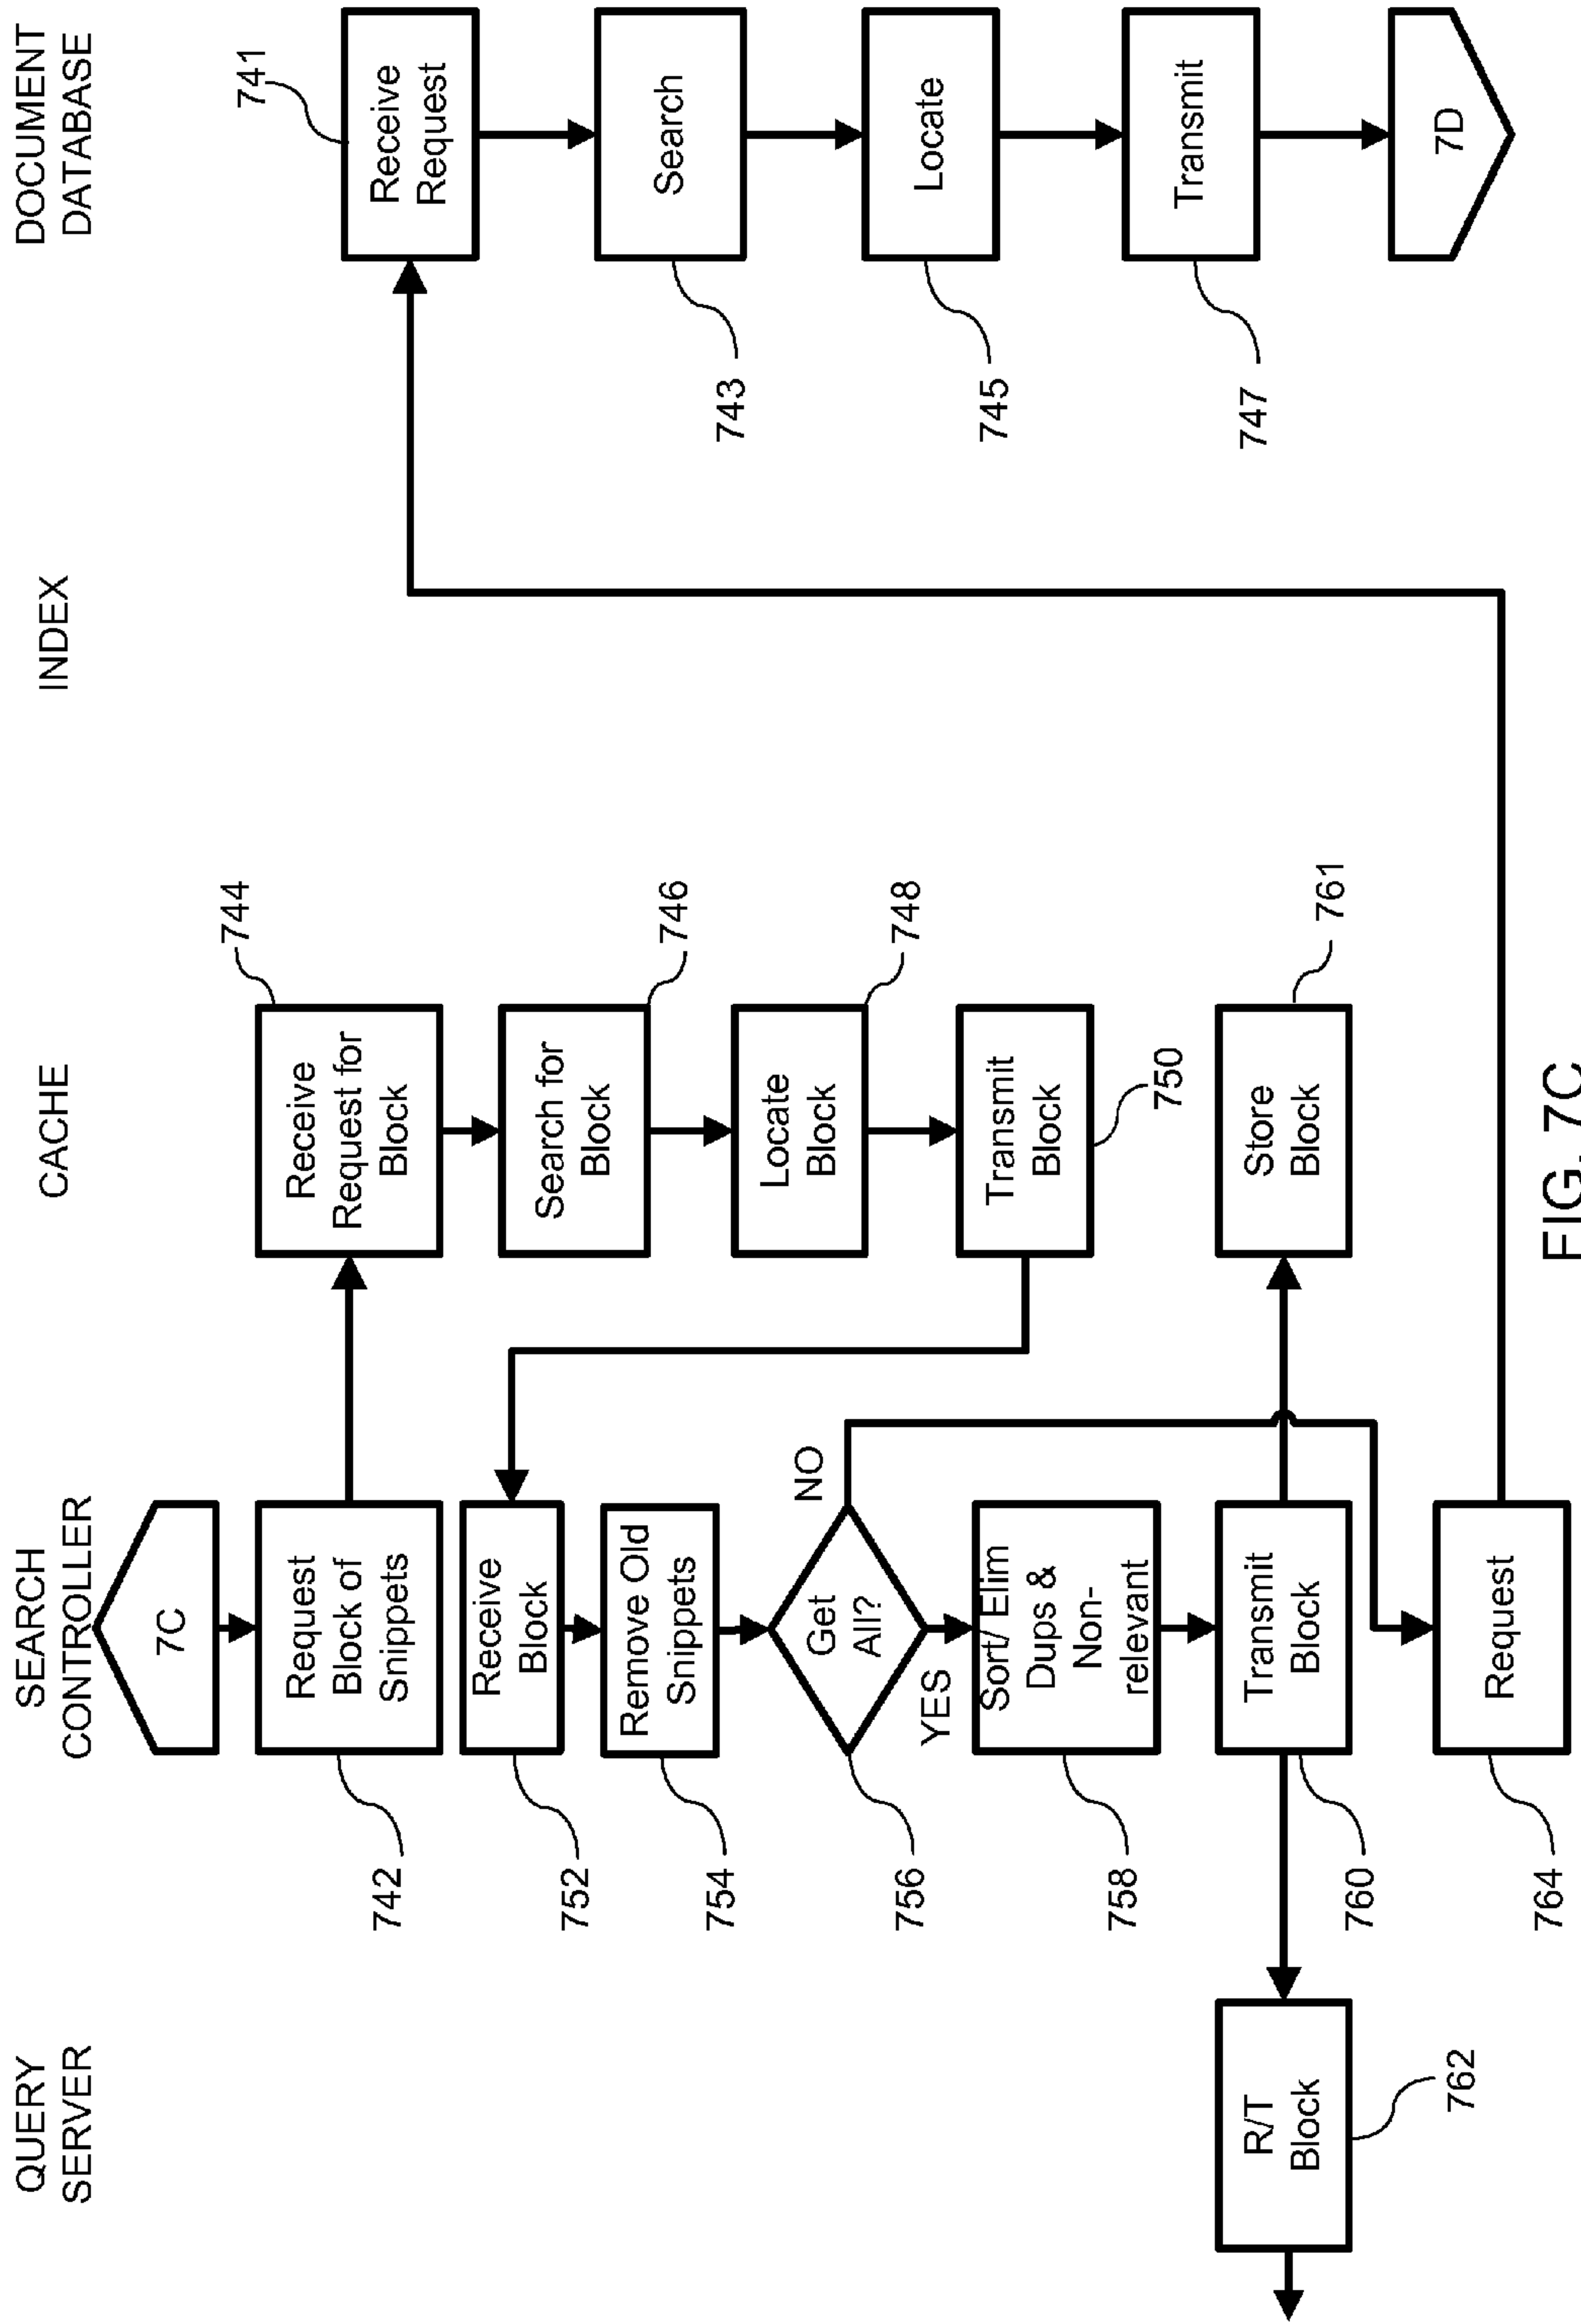 QUERY
SERVER
SEARCH
CONTROLLER
CACHE
INDEX
DOCUMENT
DATABASE
7C
Request
Block of
Snippets
742
Receive
Request for
Block
744
Receive
Request
741
Receive
Block
752
Search for
Block
746
Search
743
Remove Old
Snippets
754
Locate
Block
748
Locate
745
Get
All?
NO
YES
756
Transmit
Block
750
Transmit
747
Sort/ Elim
Dups &
Non-
relevant
758
R/T
Block
762
Transmit
Block
760
Store
Block
761
7D
Request
764
FIG. 7C